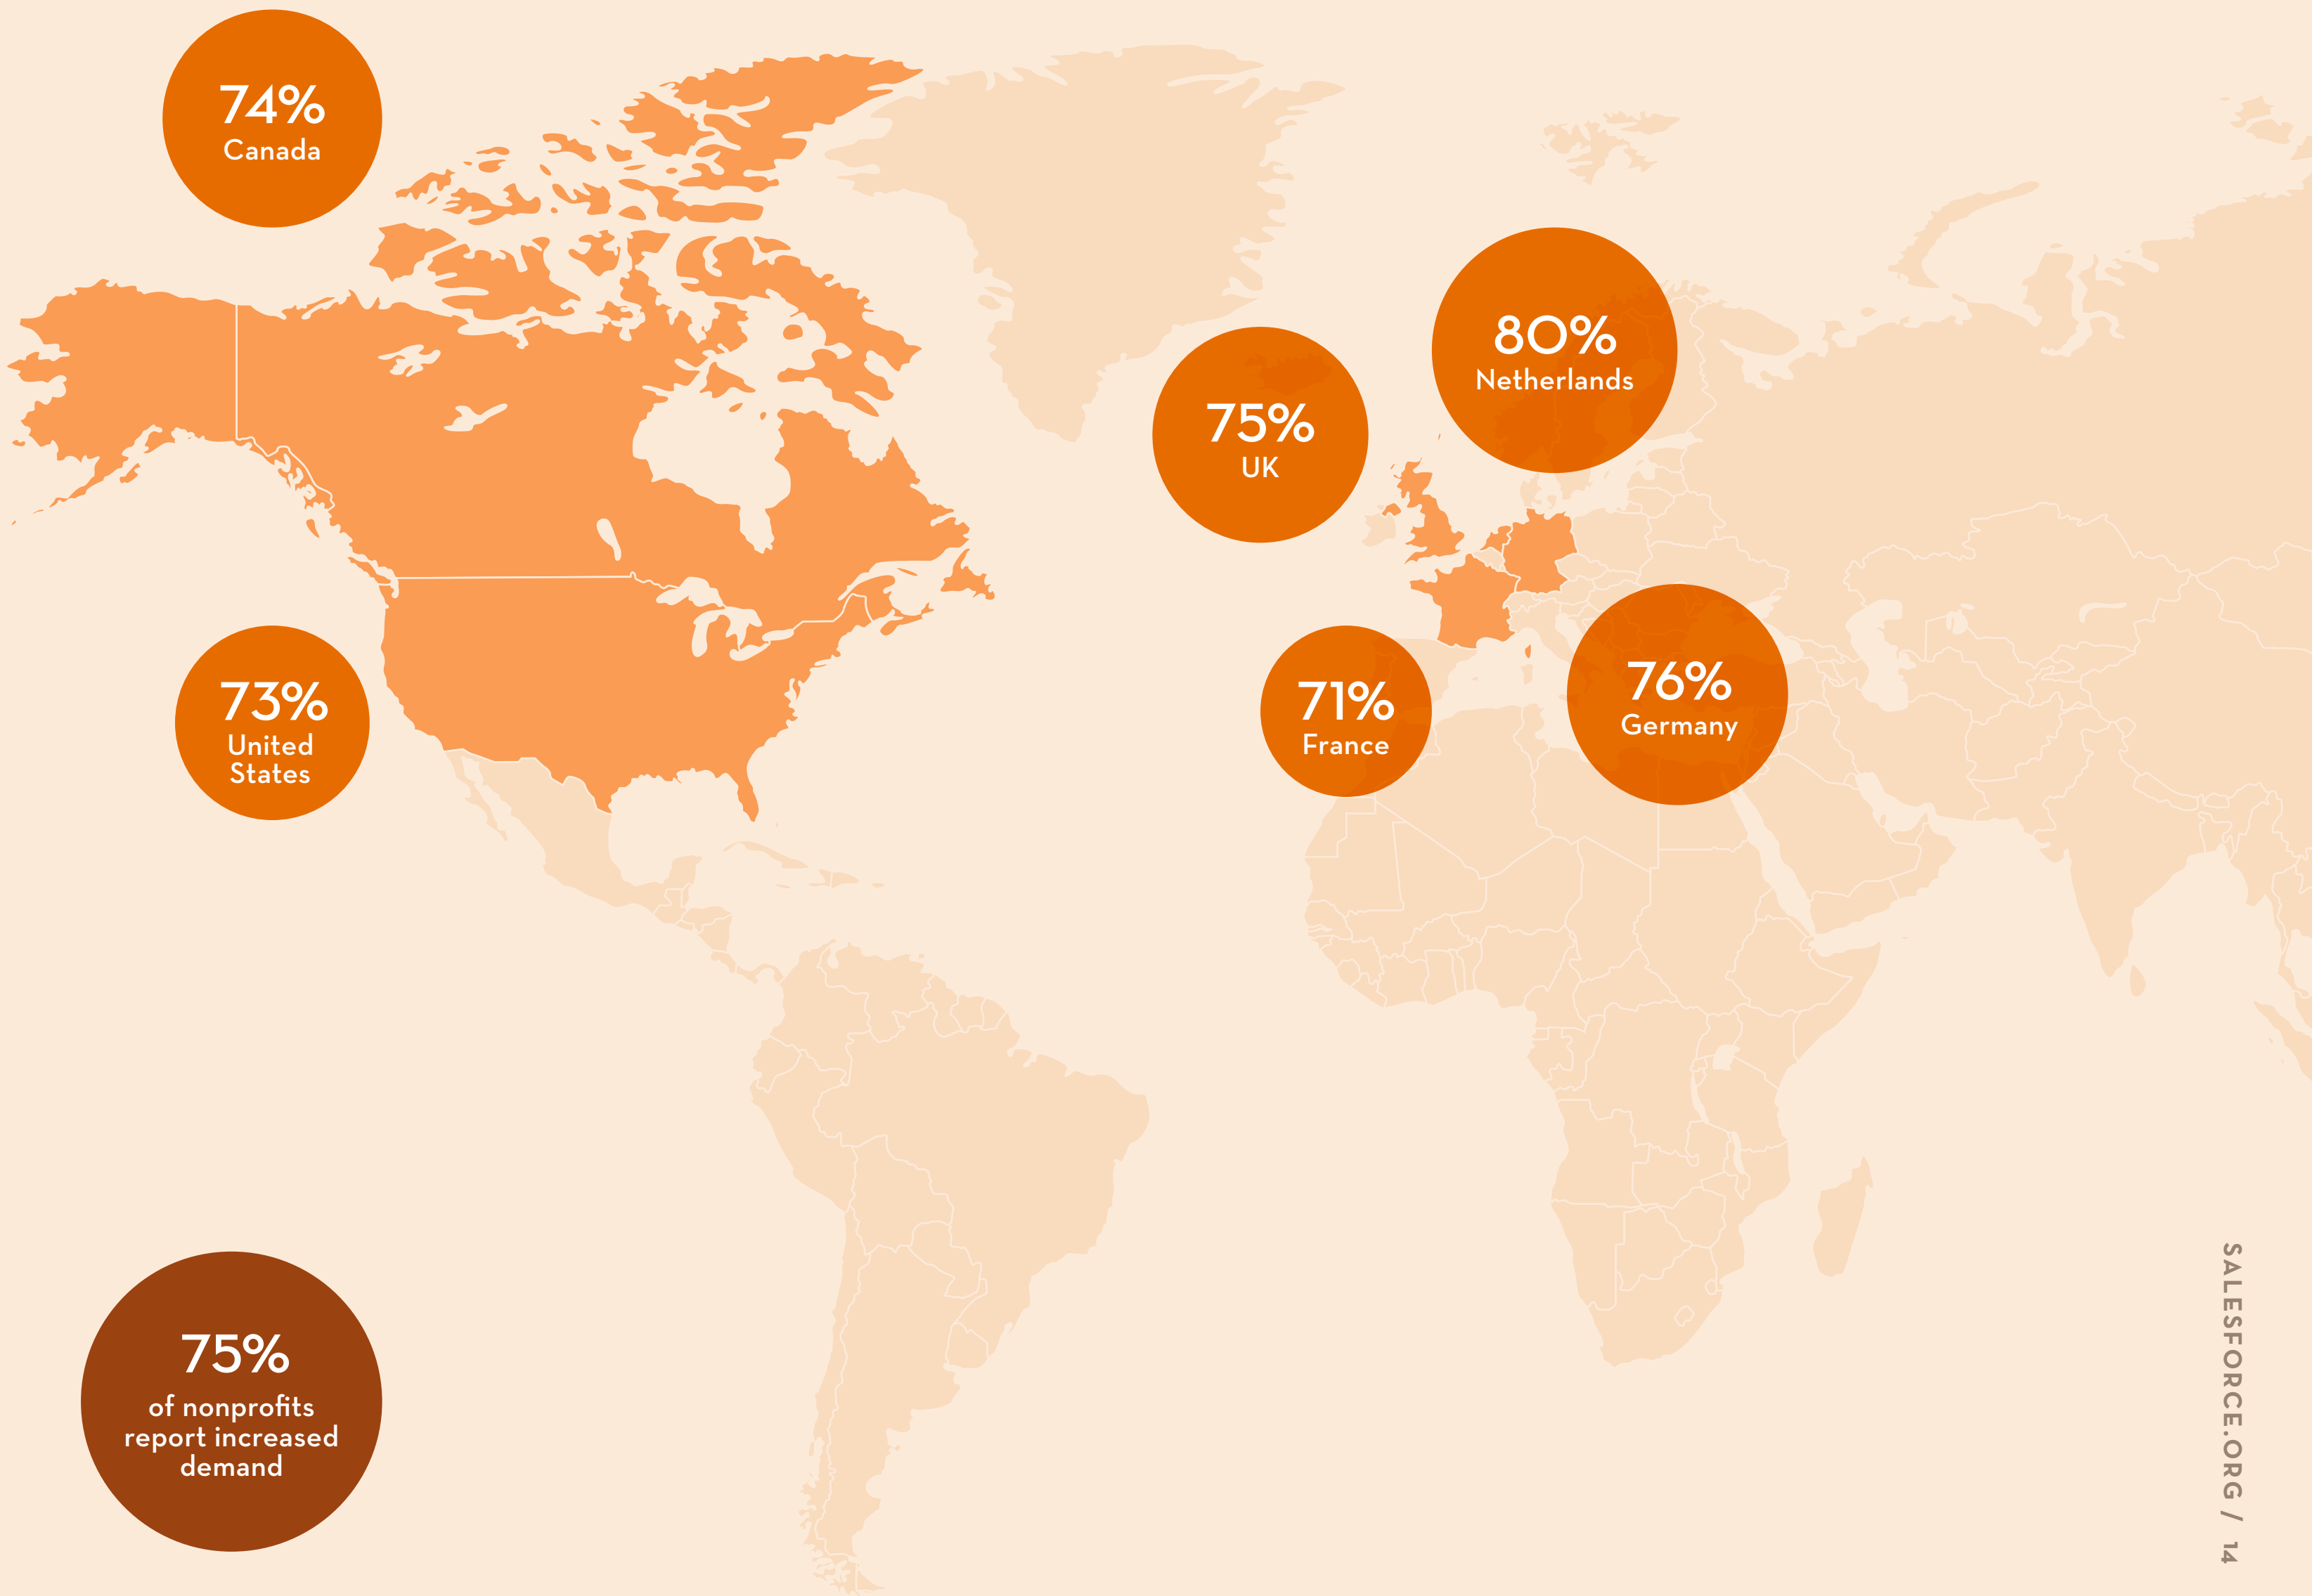 74%
Canada
80%
Netherlands
75%
UK
73%
United
States
71%
France
76%
Germany
75%
of nonprofits
report increased
demand
SALESFORCE.ORG / 14